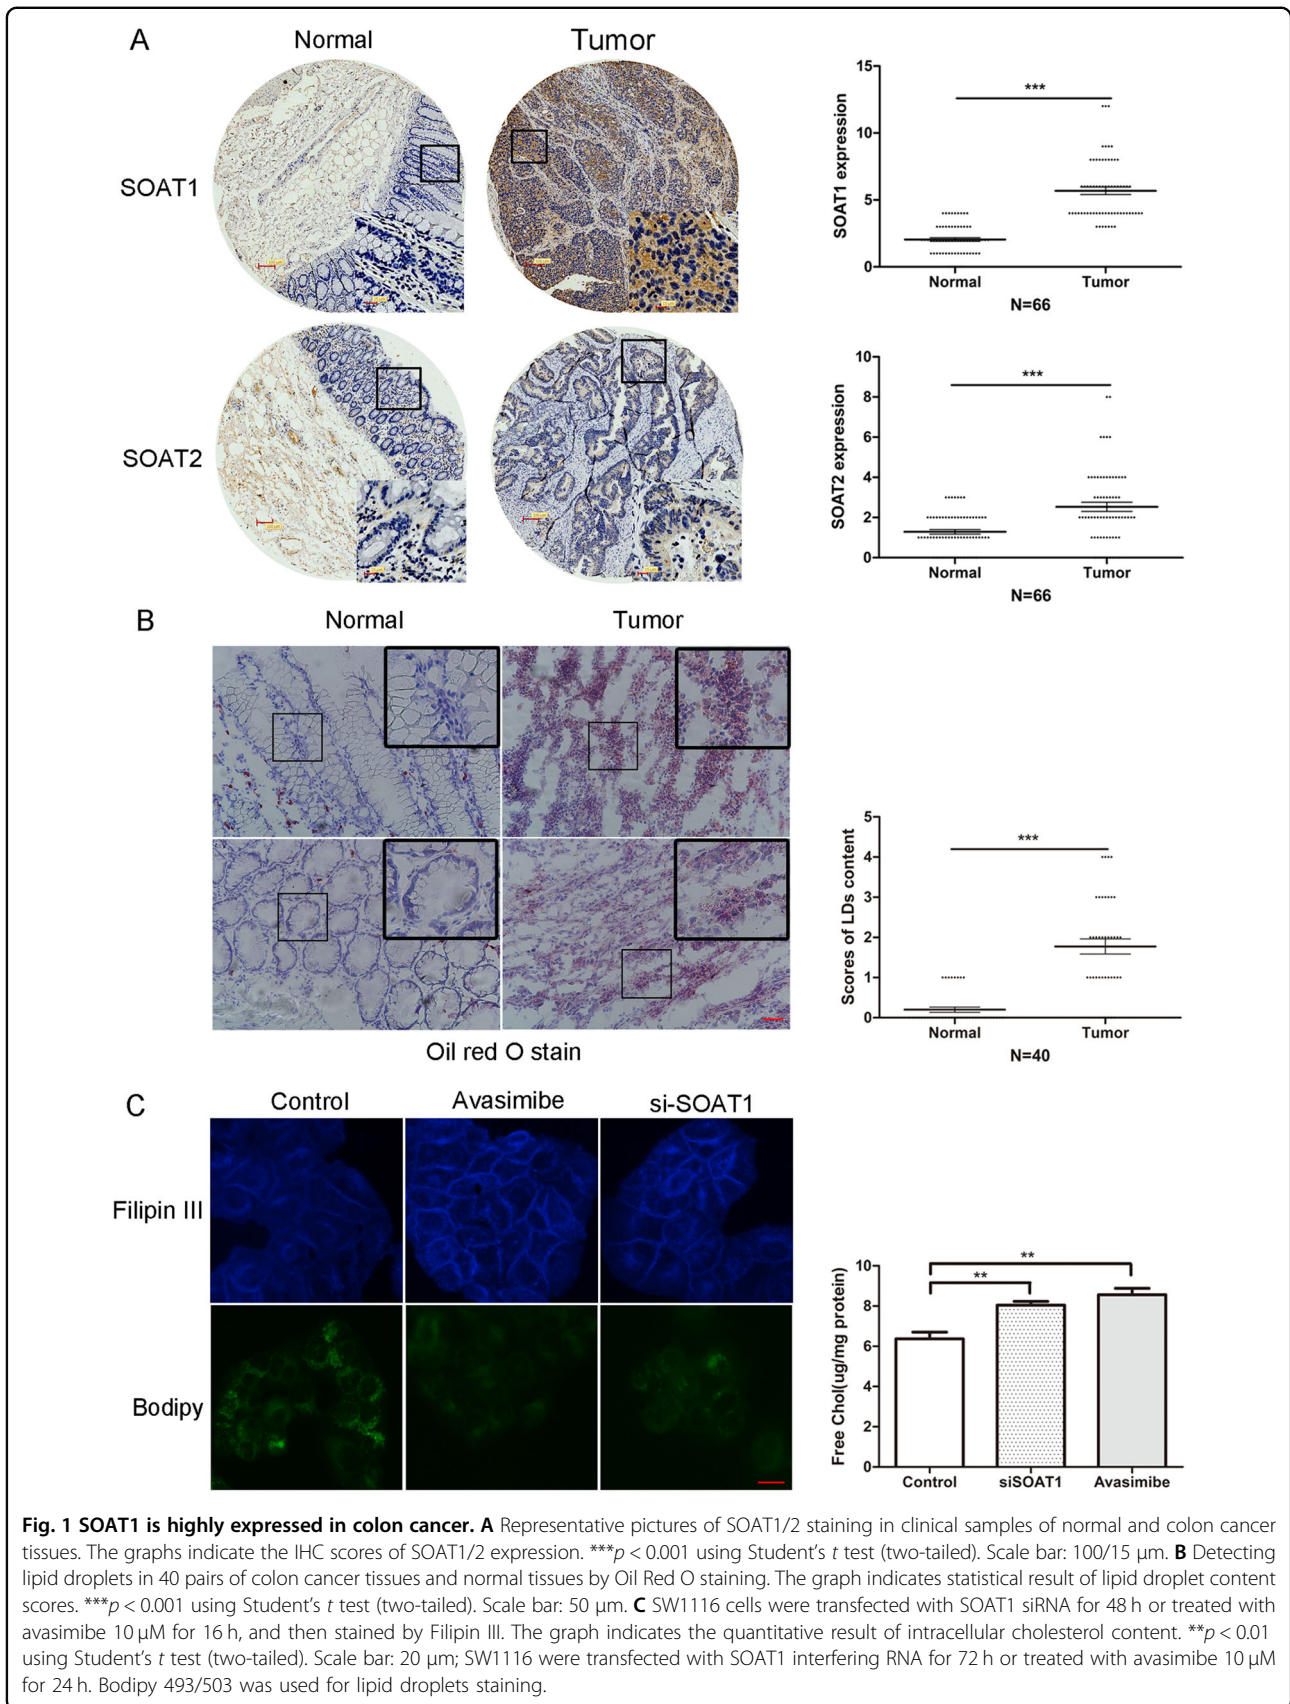 A
Normal
Tumor
SOAT1
15
10
5
0
SOAT1 expression
***
Normal
Tumor
N=66
SOAT2
10
8
6
4
2
0
SOAT2 expression
***
Normal
Tumor
N=66
B
Normal
Tumor
Oil red O stain
5
4
3
2
1
0
Scores of LDs content
***
Normal
Tumor
N=40
C
Control
Avasimibe
si-SOAT1
Filipin III
Bodipy
10
8
6
4
2
0
Free Chol(ug/mg protein)
**
**
Control
siSOAT1
Avasimibe
Fig. 1 SOAT1 is highly expressed in colon cancer. A Representative pictures of SOAT1/2 staining in clinical samples of normal and colon cancer
tissues. The graphs indicate the IHC scores of SOAT1/2 expression. ***p < 0.001 using Student's t test (two-tailed). Scale bar: 100/15 μm. B Detecting
lipid droplets in 40 pairs of colon cancer tissues and normal tissues by Oil Red O staining. The graph indicates statistical result of lipid droplet content
scores. ***p < 0.001 using Student's t test (two-tailed). Scale bar: 50 μm. C SW1116 cells were transfected with SOAT1 siRNA for 48 h or treated with
avasimibe 10 μM for 16 h, and then stained by Filipin III. The graph indicates the quantitative result of intracellular cholesterol content. **p < 0.01
using Student's t test (two-tailed). Scale bar: 20 μm; SW1116 were transfected with SOAT1 interfering RNA for 72 h or treated with avasimibe 10 μM
for 24 h. Bodipy 493/503 was used for lipid droplets staining.